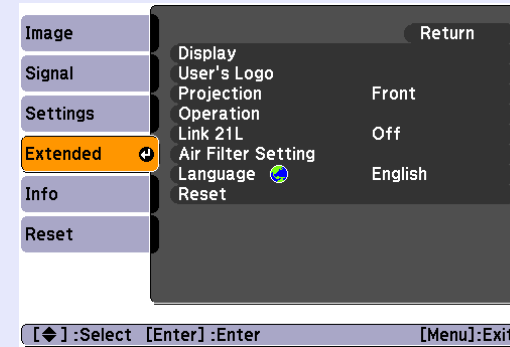 Image
Signal
Settings
Extended
Info
Reset
Return
Display
User's Logo
Projection Front
Operation
Link 21L Off
Air Filter Setting
Language English
Reset
[◆] :Select [Enter] :Enter [Menu]:Exit